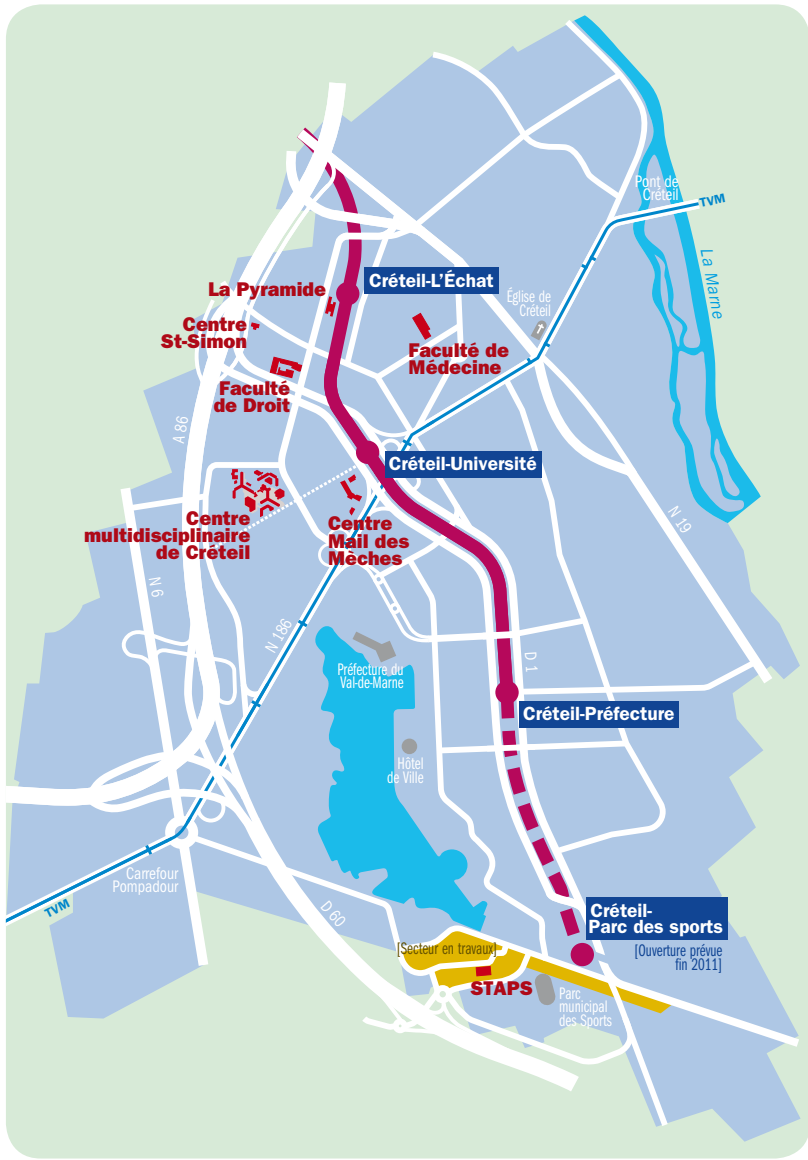 Pont de
Créteil
TVM
La Marne
Créteil-L’Échat
La Pyramide
Église de
Créteil
Centre
St-Simon
Faculté de
Médecine
Faculté
de Droit
A 86
Créteil-Université
Centre
multidisciplinaire
de Créteil
Centre
Mail des
Mèches
N 19
N 6
N 186
D 1
Préfecture du
Val-de-Marne
Créteil-Préfecture
Hôtel
de Ville
Carrefour
Pompadour
TVM
D 60
Créteil-
Parc des sports
[Ouverture prévue
fin 2011]
[Secteur en travaux]
STAPS
Parc
municipal
des Sports